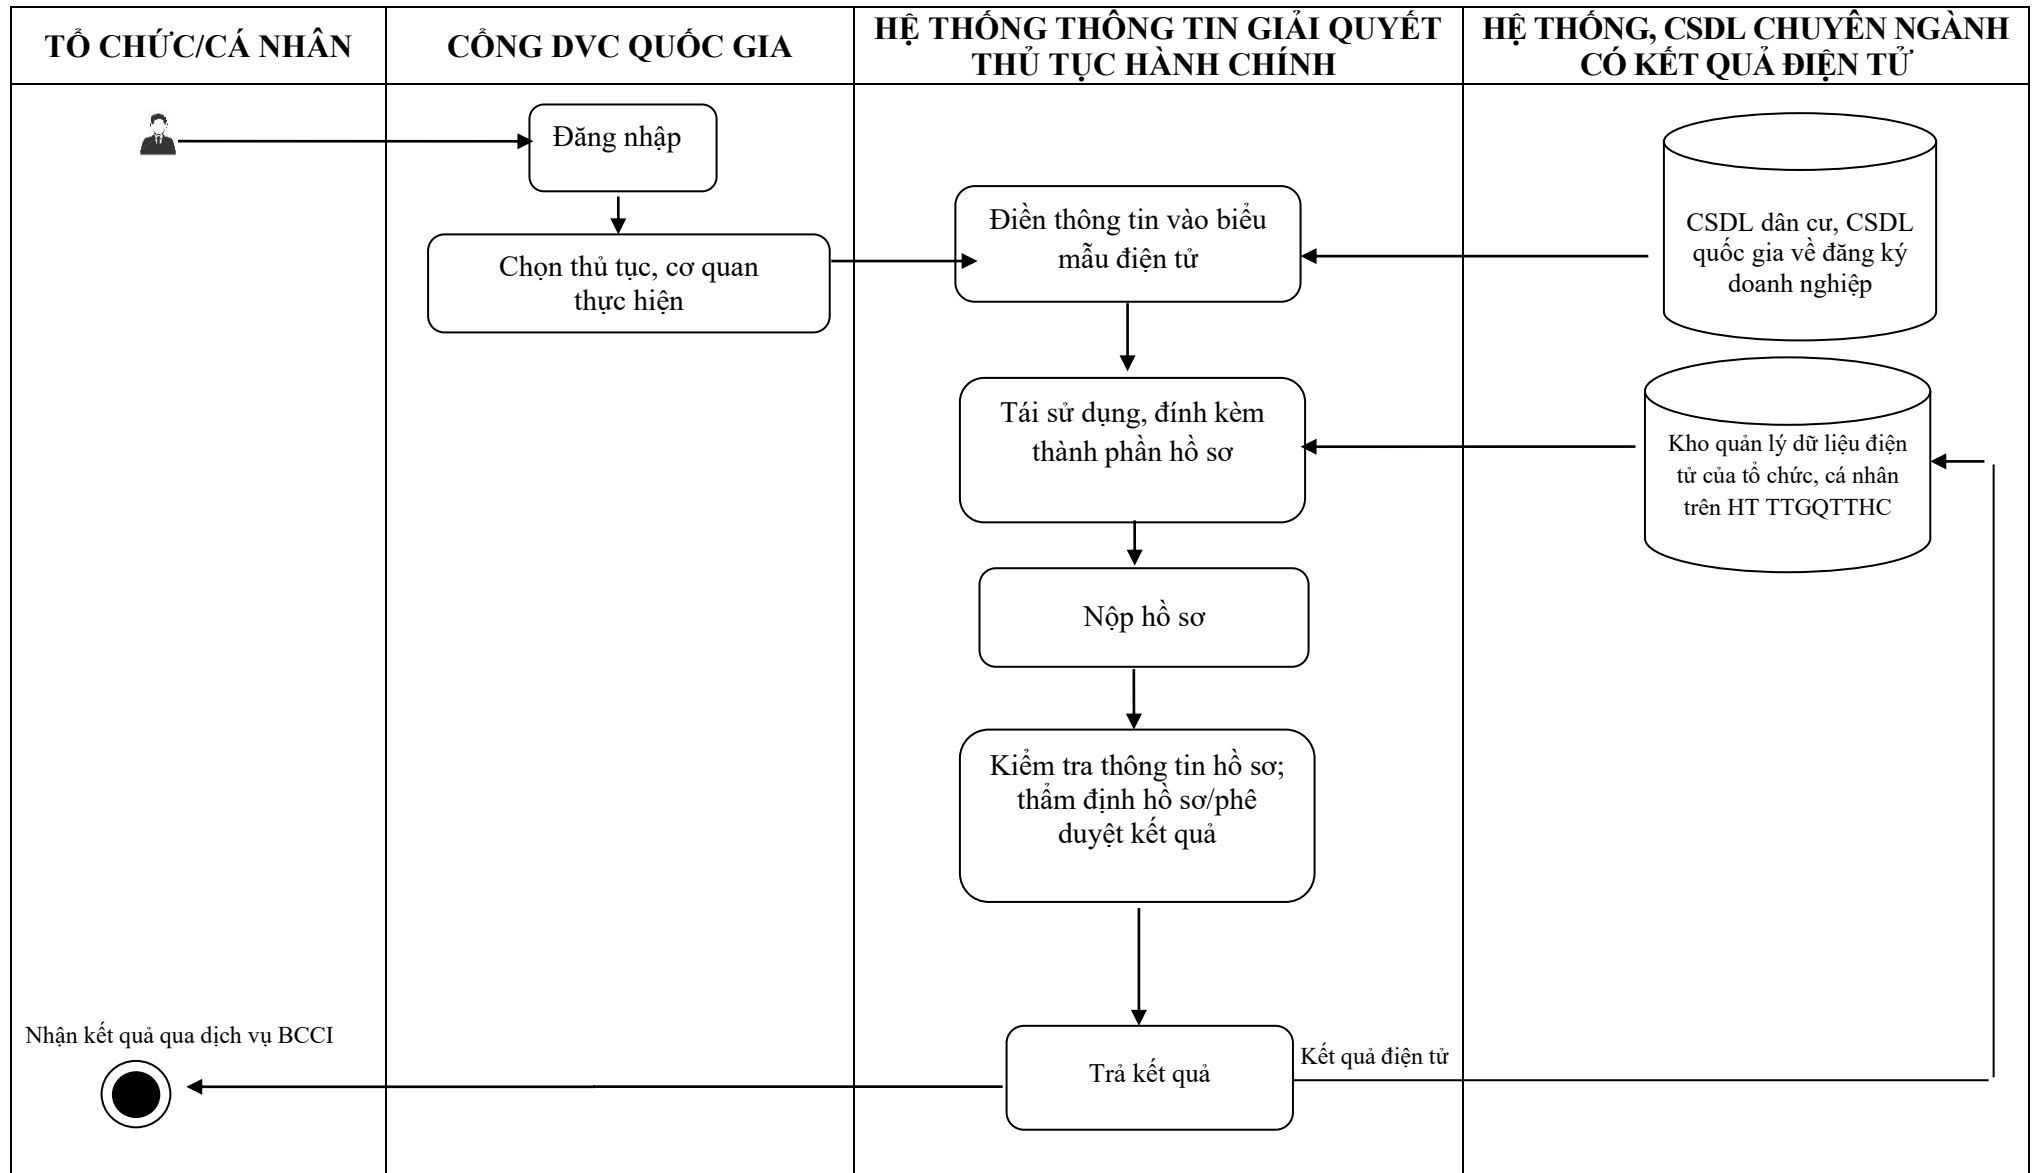 TỔ CHỨC/CÁ NHÂN
CỔNG DVC QUỐC GIA
HỆ THỐNG THÔNG TIN GIẢI QUYẾT
THỦ TỤC HÀNH CHÍNH
HỆ THỐNG, CSDL CHUYÊN NGÀNH
CÓ KẾT QUẢ ĐIỆN TỬ
Đăng nhập
Chọn thủ tục, cơ quan
thực hiện
Điền thông tin vào biểu
mẫu điện tử
CSDL dân cư, CSDL
quốc gia về đăng ký
doanh nghiệp
Tái sử dụng, đính kèm
thành phần hồ sơ
Kho quản lý dữ liệu điện
tử của tổ chức, cá nhân
trên HT TTGQTTHC
Nộp hồ sơ
Kiểm tra thông tin hồ sơ;
thẩm định hồ sơ/phê
duyệt kết quả
Nhận kết quả qua dịch vụ BCCI
Trả kết quả
Kết quả điện tử